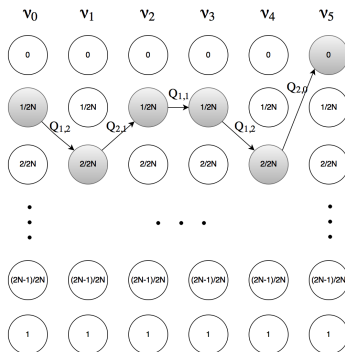 ν₀ ν₁ ν₂ ν₃ ν₄ ν₅
0 0 0 0 0 0
Q₂,₀
1/2N 1/2N 1/2N Q₁,₁ 1/2N 1/2N 1/2N
Q₁,₂ Q₂,₁ Q₁,₂
2/2N 2/2N 2/2N 2/2N 2/2N 2/2N
(2N-1)/2N (2N-1)/2N (2N-1)/2N (2N-1)/2N (2N-1)/2N (2N-1)/2N
1 1 1 1 1 1